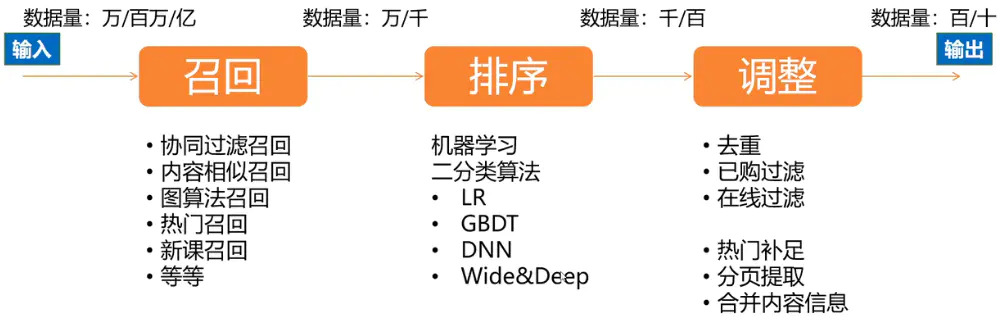 数据量：万/百万/亿
数据量：万/千
数据量：千/百
数据量：百/十
输入
召回
排序
调整
输出
• 协同过滤召回
• 内容相似召回
• 图算法召回
• 热门召回
• 新课召回
• 等等
机器学习
二分类算法
• LR
• GBDT
• DNN
• Wide&Deep
• 去重
• 已购过滤
• 在线过滤
• 热门补足
• 分页提取
• 合并内容信息